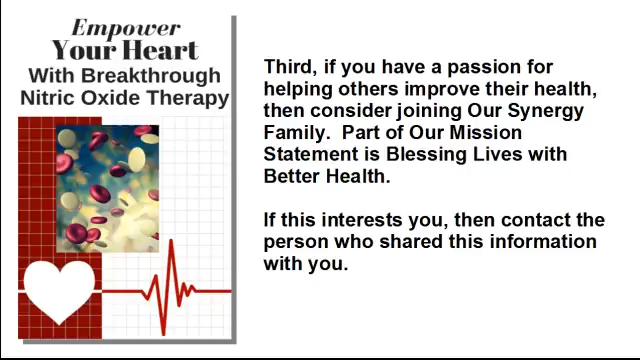 Empower
Your Heart
With Breakthrough
Nitric Oxide Therapy
Third, if you have a passion for
helping others improve their health,
then consider joining Our Synergy
Family. Part of Our Mission
Statement is Blessing Lives with
Better Health.
If this interests you, then contact the
person who shared this information
with you.